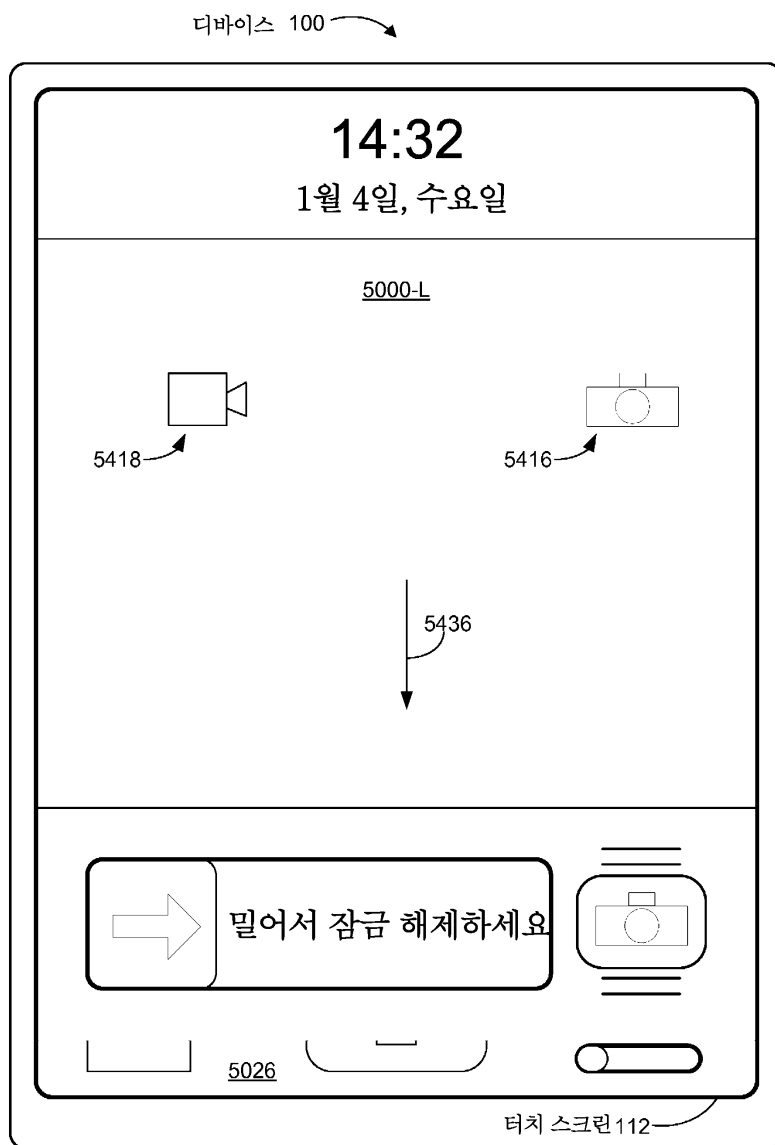 디바이스 100
14:32
1월 4일, 수요일
5000-L
5418
5416
5436
밀어서 잠금 해제하세요
5026
터치 스크린 112